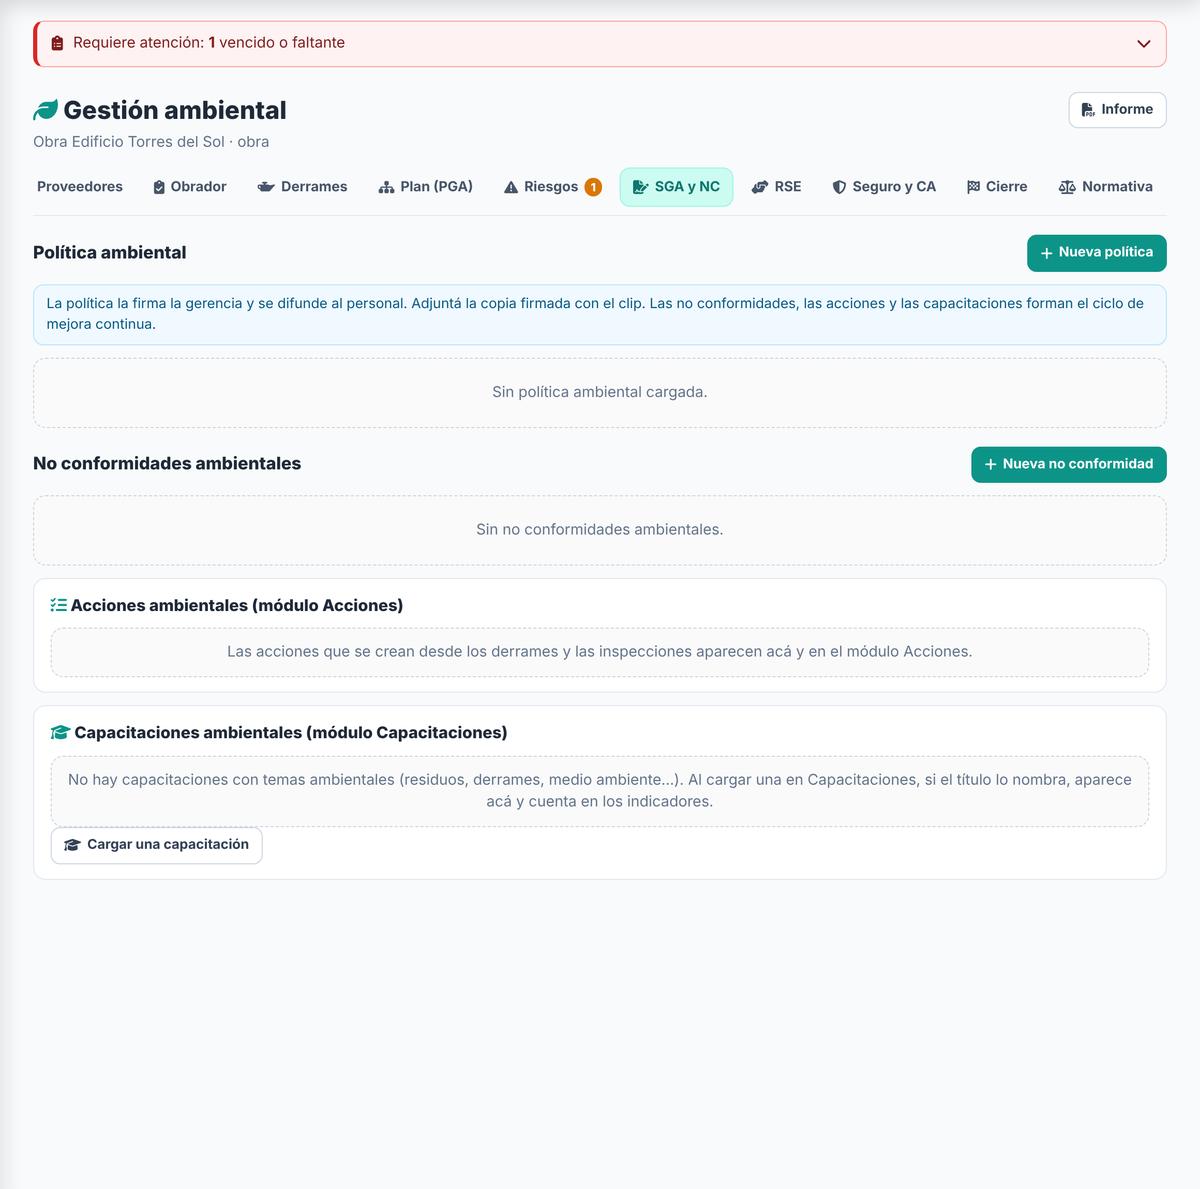 Requiere atención: 1 vencido o faltante
Gestión ambiental
Informe
Obra Edificio Torres del Sol · obra
Proveedores
Obrador
Derrames
Plan (PGA)
Riesgos 1
SGA y NC
RSE
Seguro y CA
Cierre
Normativa
Política ambiental
+ Nueva política
La política la firma la gerencia y se difunde al personal. Adjuntá la copia firmada con el clip. Las no conformidades, las acciones y las capacitaciones forman el ciclo de
mejora continua.
Sin política ambiental cargada.
No conformidades ambientales
+ Nueva no conformidad
Sin no conformidades ambientales.
Acciones ambientales (módulo Acciones)
Las acciones que se crean desde los derrames y las inspecciones aparecen acá y en el módulo Acciones.
Capacitaciones ambientales (módulo Capacitaciones)
No hay capacitaciones con temas ambientales (residuos, derrames, medio ambiente...). Al cargar una en Capacitaciones, si el título lo nombra, aparece
acá y cuenta en los indicadores.
Cargar una capacitación